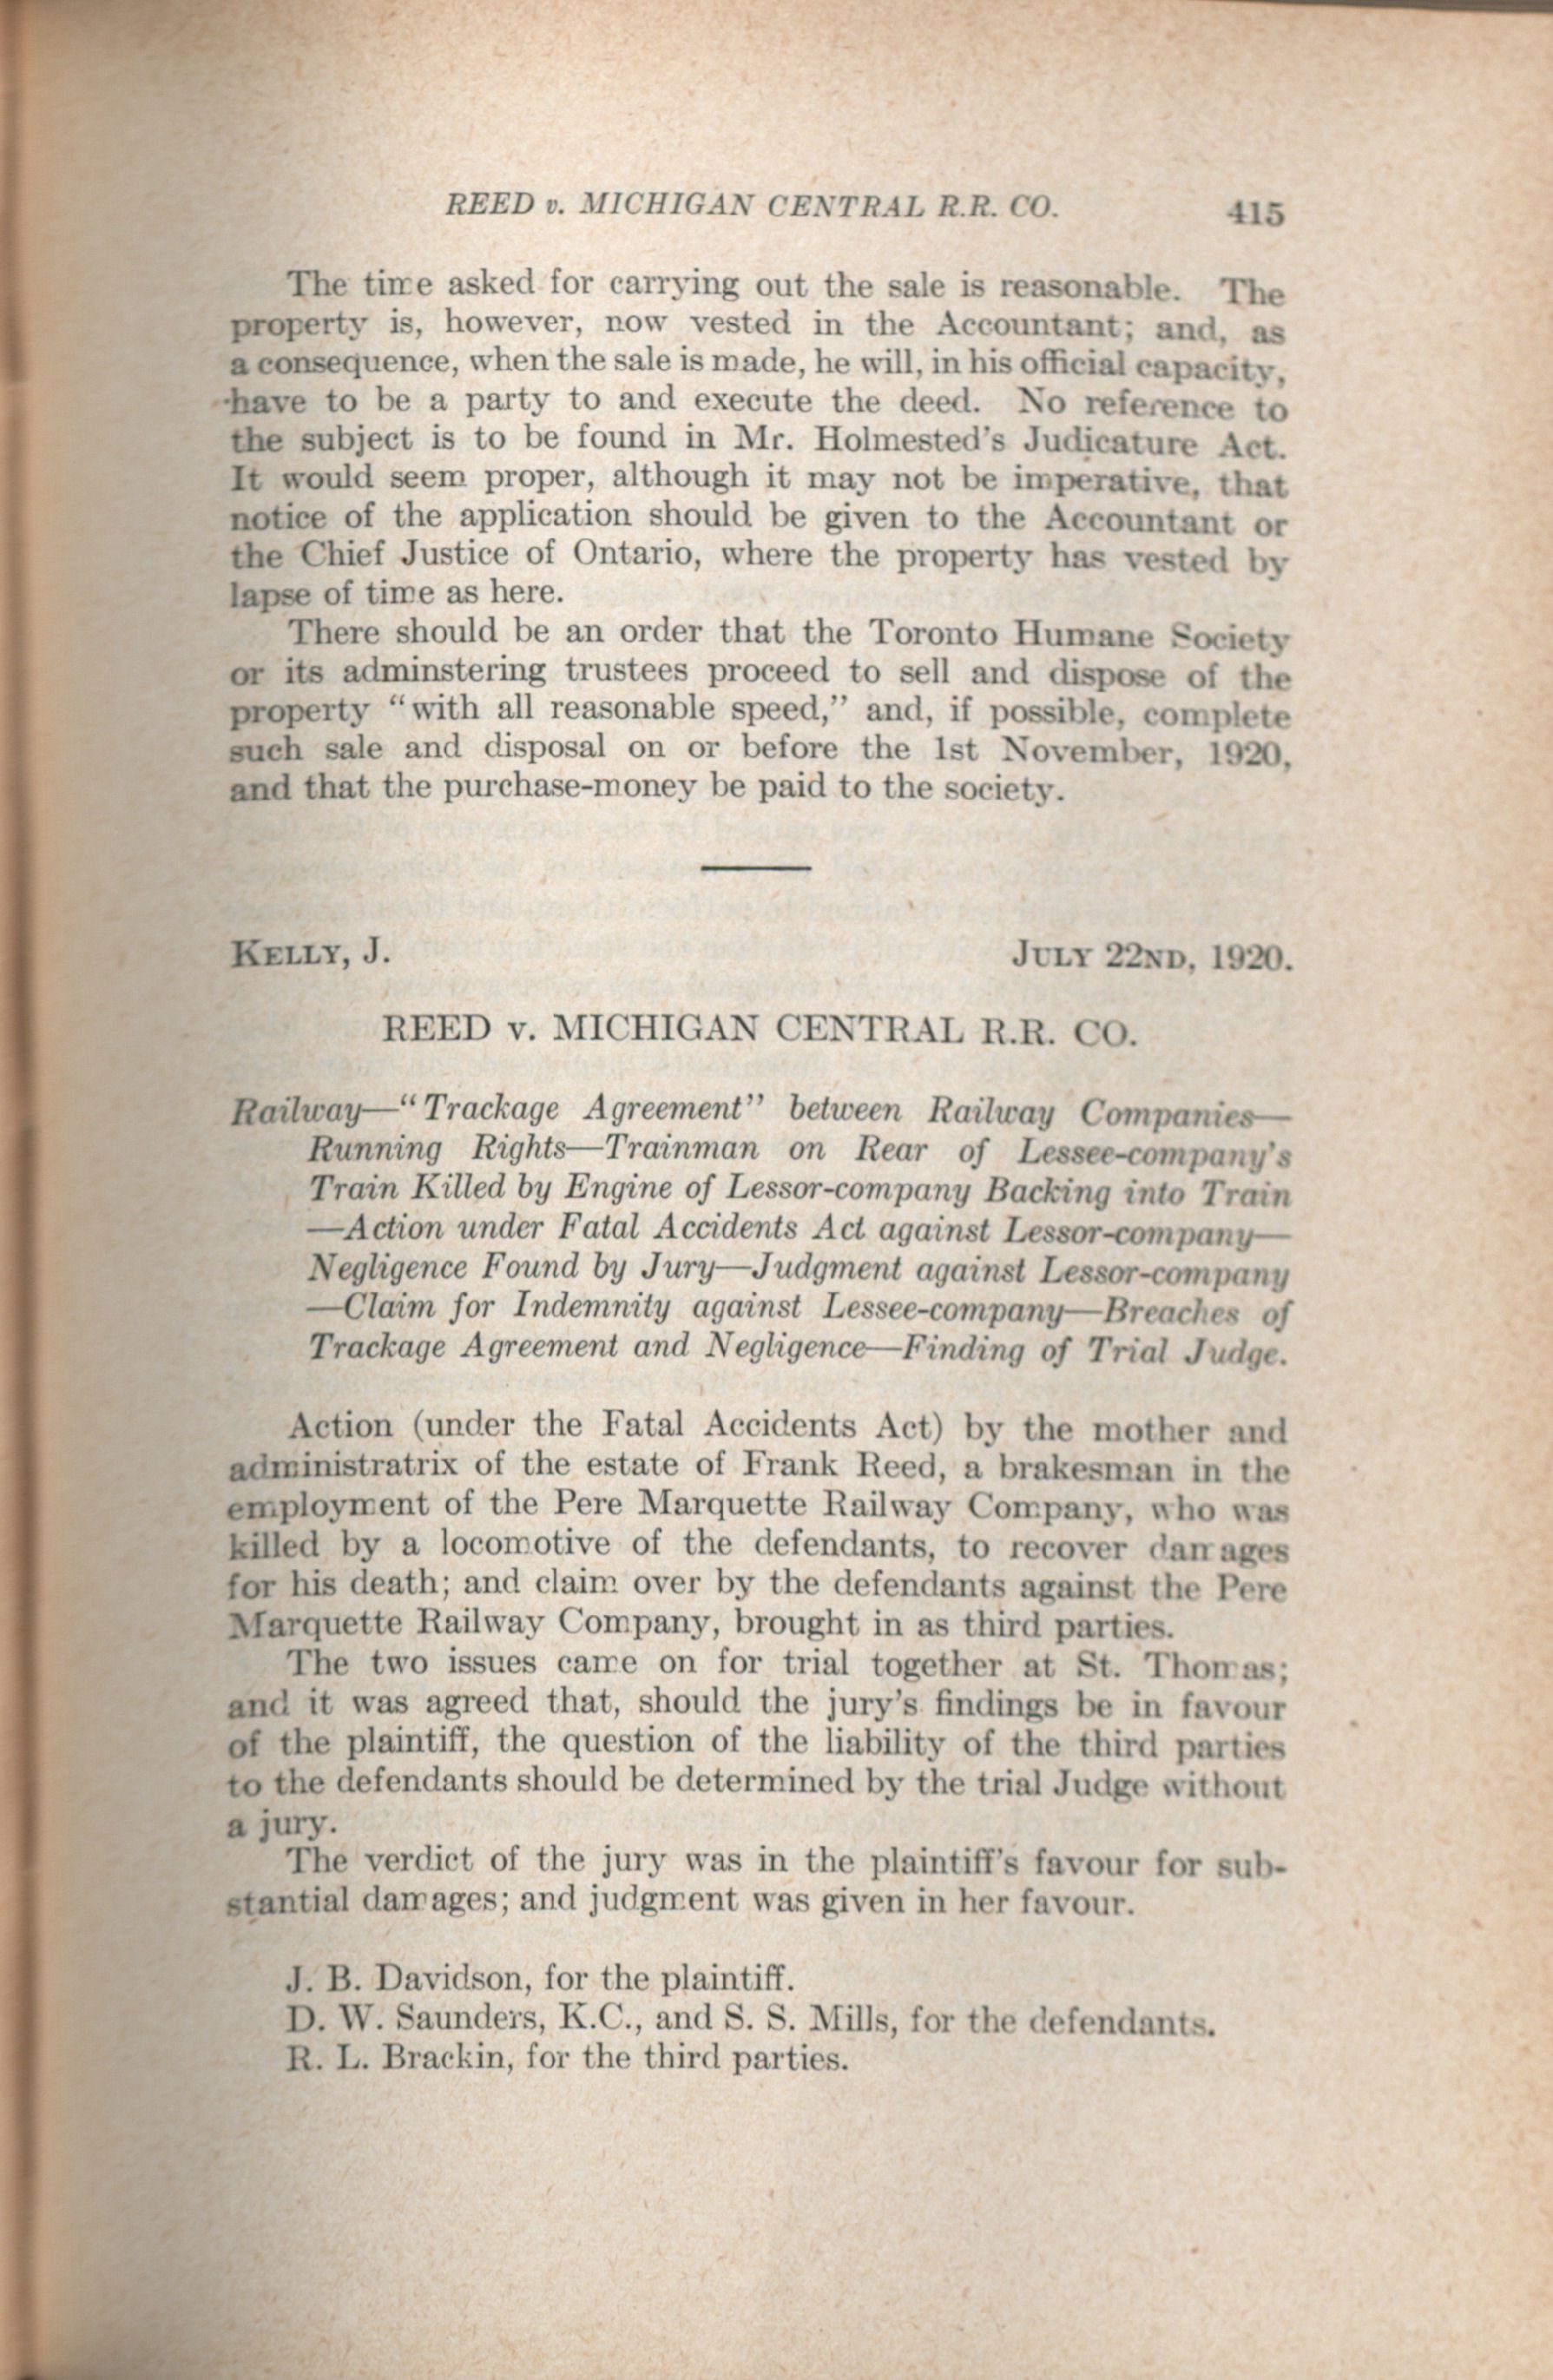 REED v. MICHIGAN CENTRAL R.R. CO. 415
The time asked for carrying out the sale is reasonable. The
property is, however, now vested in the Accountant; and, as
a consequence, when the sale is made, he will, in his official capacity,
have to be a party to and execute the deed. No reference to
the subject is to be found in Mr. Holmested's Judicature Act.
It would seem proper, although it may not be imperative, that
notice of the application should be given to the Accountant or
the Chief Justice of Ontario, where the property has vested by
lapse of time as here.
There should be an order that the Toronto Humane Society
or its adminstering trustees proceed to sell and dispose of the
property "with all reasonable speed," and, if possible, complete
such sale and disposal on or before the 1st November, 1920,
and that the purchase-money be paid to the society.
KELLY, J. JULY 22ND, 1920.
REED v. MICHIGAN CENTRAL R.R. CO.
Railway—"Trackage Agreement" between Railway Companies—
Running Rights—Trainman on Rear of Lessee-company's
Train Killed by Engine of Lessor-company Backing into Train
—Action under Fatal Accidents Act against Lessor-company—
Negligence Found by Jury—Judgment against Lessor-company
—Claim for Indemnity against Lessee-company—Breaches of
Trackage Agreement and Negligence—Finding of Trial Judge.
Action (under the Fatal Accidents Act) by the mother and
administratrix of the estate of Frank Reed, a brakesman in the
employment of the Pere Marquette Railway Company, who was
killed by a locomotive of the defendants, to recover damages
for his death; and claim over by the defendants against the Pere
Marquette Railway Company, brought in as third parties.
The two issues came on for trial together at St. Thomas;
and it was agreed that, should the jury's findings be in favour
of the plaintiff, the question of the liability of the third parties
to the defendants should be determined by the trial Judge without
a jury.
The verdict of the jury was in the plaintiff's favour for sub-
stantial damages; and judgment was given in her favour.
J. B. Davidson, for the plaintiff.
D. W. Saunders, K.C., and S. S. Mills, for the defendants.
R. L. Brackin, for the third parties.